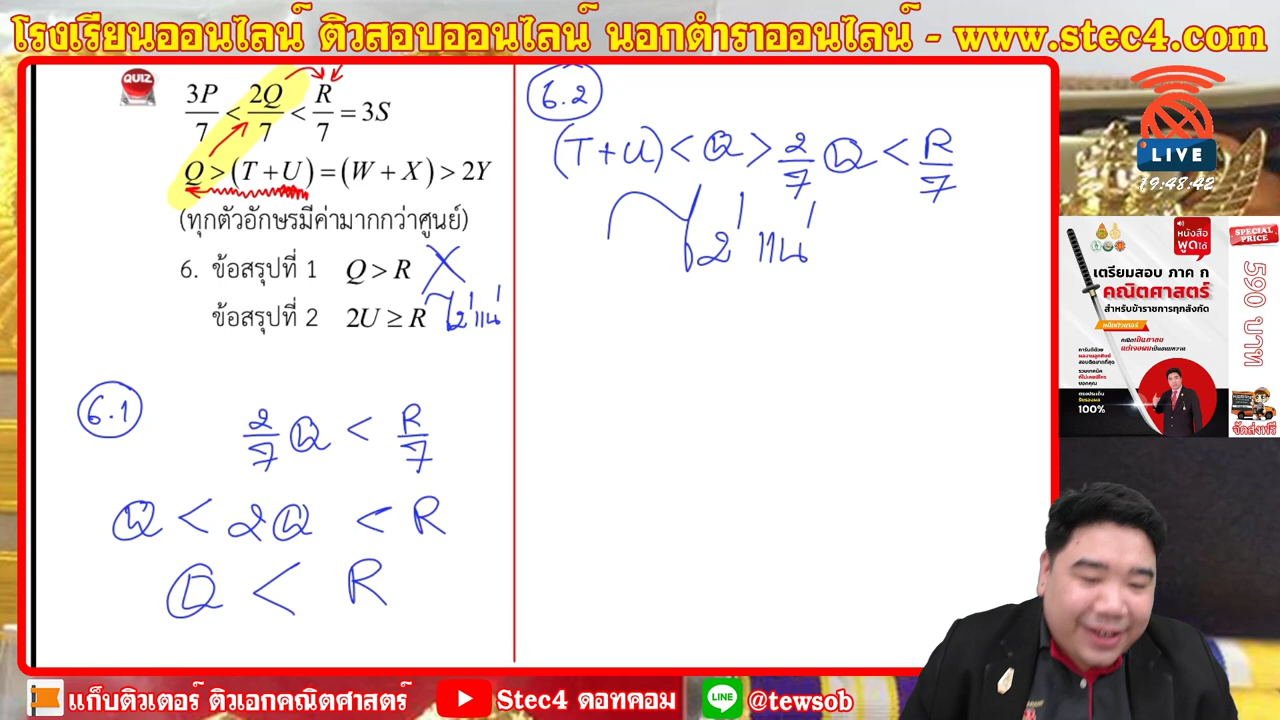 โรงเรียนออนไลน์ ติวสอบออนไลน์ นอกตำราออนไลน์ - www.stec4.com
QUIZ
3P/7 < 2Q/7 < R/7 = 3S
Q > (T + U) = (W + X) > 2Y
(ทุกตัวอักษรมีค่ามากกว่าศูนย์)
6. ข้อสรุปที่ 1 Q > R
ข้อสรุปที่ 2 2U ≥ R ไม่แน่
6.1
2/7 Q < R/7
Q < 2Q < R
Q < R
6.2
(T+U) < Q > 2/7 Q < R/7
ไม่แน่
LIVE
19:48:42
หนังสือ
พูดได้
SPECIAL
PRICE
เตรียมสอบ ภาค ก
คณิตศาสตร์
สำหรับข้าราชการทุกสังกัด
100%
590 บาท
จัดส่งฟรี
แก็บติวเตอร์ ติวเอกคณิตศาสตร์
Stec4 ดอทคอม
LINE
@tewsob